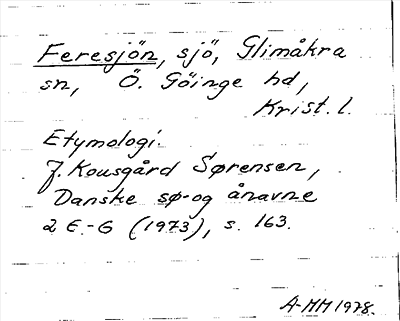 Feresjön, sjö, Glimåkra
sn, Ö. Göinge hd,
Krist. l.
Etymologi.
J. Kousgård Sørensen,
Danske sø- og ånavne
2 E.-G (1973), s. 163.
A-MM 1978.